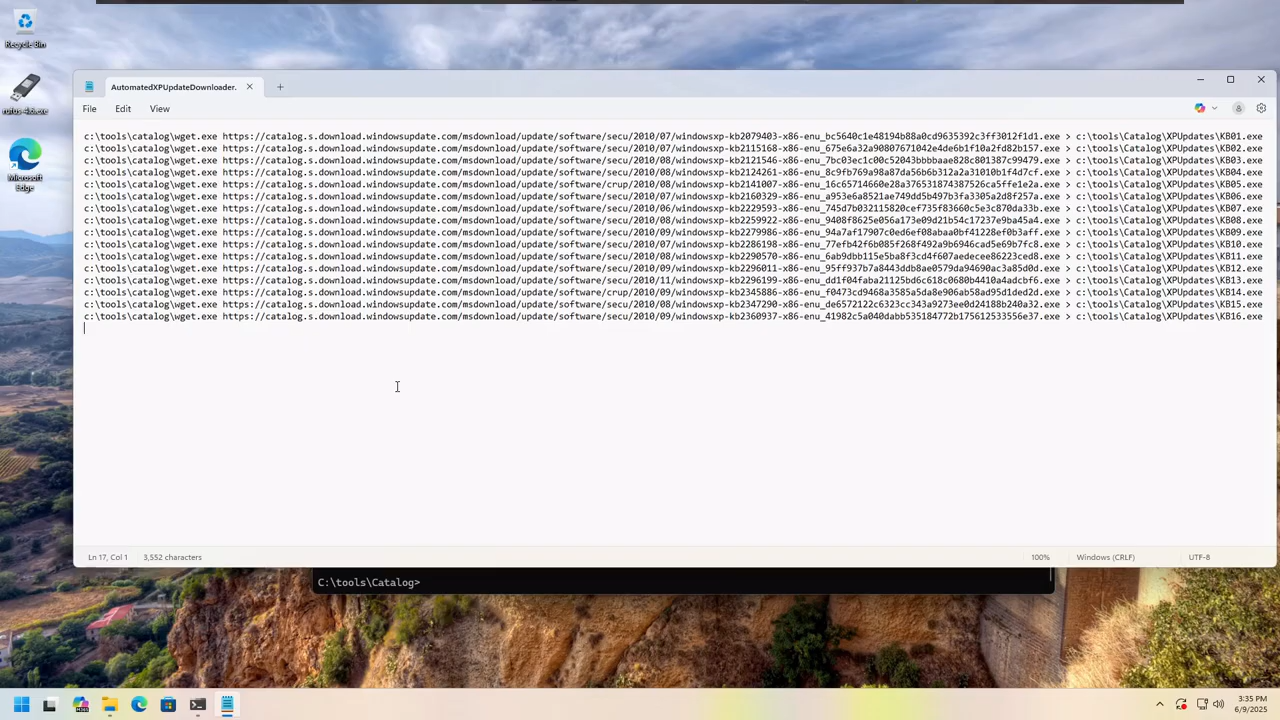 Recycle Bin
rufus-4.6.exe
Microsoft
Edge
AutomatedXPUpdateDownloader.
File Edit View
c:\tools\catalog\wget.exe https://catalog.s.download.windowsupdate.com/msdownload/update/software/secu/2010/07/windowsxp-kb2079403-x86-enu_bc5640c1e48194b88a0cd9635392c3ff3012f1d1.exe > c:\tools\Catalog\XPUpdates\KB01.exe
c:\tools\catalog\wget.exe https://catalog.s.download.windowsupdate.com/msdownload/update/software/secu/2010/07/windowsxp-kb2115168-x86-enu_675e6a32a90807671042e4de6b1f10a2fd82b157.exe > c:\tools\Catalog\XPUpdates\KB02.exe
c:\tools\catalog\wget.exe https://catalog.s.download.windowsupdate.com/msdownload/update/software/secu/2010/08/windowsxp-kb2121546-x86-enu_7bc03ec1c00c52043bbbbaae828c801387c99479.exe > c:\tools\Catalog\XPUpdates\KB03.exe
c:\tools\catalog\wget.exe https://catalog.s.download.windowsupdate.com/msdownload/update/software/secu/2010/08/windowsxp-kb2124261-x86-enu_8c9fb769a98a87da56b6b312a2a31010b1f4d7cf.exe > c:\tools\Catalog\XPUpdates\KB04.exe
c:\tools\catalog\wget.exe https://catalog.s.download.windowsupdate.com/msdownload/update/software/crup/2010/08/windowsxp-kb2141007-x86-enu_16c65714660e28a376531874387526ca5ffe1e2a.exe > c:\tools\Catalog\XPUpdates\KB05.exe
c:\tools\catalog\wget.exe https://catalog.s.download.windowsupdate.com/msdownload/update/software/secu/2010/07/windowsxp-kb2160329-x86-enu_a953e6a8521ae749dd5b497b3fa3305a2d8f257a.exe > c:\tools\Catalog\XPUpdates\KB06.exe
c:\tools\catalog\wget.exe https://catalog.s.download.windowsupdate.com/msdownload/update/software/secu/2010/06/windowsxp-kb2229593-x86-enu_745d7b032115820cef735f83660c5e3c870da33b.exe > c:\tools\Catalog\XPUpdates\KB07.exe
c:\tools\catalog\wget.exe https://catalog.s.download.windowsupdate.com/msdownload/update/software/secu/2010/08/windowsxp-kb2259922-x86-enu_9408f8625e056a173e09d21b54c17237e9ba45a4.exe > c:\tools\Catalog\XPUpdates\KB08.exe
c:\tools\catalog\wget.exe https://catalog.s.download.windowsupdate.com/msdownload/update/software/secu/2010/09/windowsxp-kb2279986-x86-enu_94a7af17907c0ed6ef08abaa0bf41228ef0b3aff.exe > c:\tools\Catalog\XPUpdates\KB09.exe
c:\tools\catalog\wget.exe https://catalog.s.download.windowsupdate.com/msdownload/update/software/secu/2010/07/windowsxp-kb2286198-x86-enu_77efb42f6b085f268f492a9b6946cad5e69b7fc8.exe > c:\tools\Catalog\XPUpdates\KB10.exe
c:\tools\catalog\wget.exe https://catalog.s.download.windowsupdate.com/msdownload/update/software/secu/2010/08/windowsxp-kb2290570-x86-enu_6ab9dbb115e5ba8f3cd4f607aedecee86223ced8.exe > c:\tools\Catalog\XPUpdates\KB11.exe
c:\tools\catalog\wget.exe https://catalog.s.download.windowsupdate.com/msdownload/update/software/secu/2010/09/windowsxp-kb2296011-x86-enu_95ff937b7a8443ddb8ae0579da94690ac3a85d0d.exe > c:\tools\Catalog\XPUpdates\KB12.exe
c:\tools\catalog\wget.exe https://catalog.s.download.windowsupdate.com/msdownload/update/software/secu/2010/11/windowsxp-kb2296199-x86-enu_dd1f04faba21125bd6c618c0680b4410a4adcbf6.exe > c:\tools\Catalog\XPUpdates\KB13.exe
c:\tools\catalog\wget.exe https://catalog.s.download.windowsupdate.com/msdownload/update/software/crup/2010/09/windowsxp-kb2345886-x86-enu_f0473cd9468a3585a5da8e906ab58ad95d1ded2d.exe > c:\tools\Catalog\XPUpdates\KB14.exe
c:\tools\catalog\wget.exe https://catalog.s.download.windowsupdate.com/msdownload/update/software/secu/2010/08/windowsxp-kb2347290-x86-enu_de6572122c6323cc343a9273ee0d24188b240a32.exe > c:\tools\Catalog\XPUpdates\KB15.exe
c:\tools\catalog\wget.exe https://catalog.s.download.windowsupdate.com/msdownload/update/software/secu/2010/09/windowsxp-kb2360937-x86-enu_41982c5a040dabb535184772b175612533556e37.exe > c:\tools\Catalog\XPUpdates\KB16.exe
Ln 17, Col 1 3,552 characters 100% Windows (CRLF) UTF-8
C:\tools\Catalog>
3:35 PM
6/9/2025